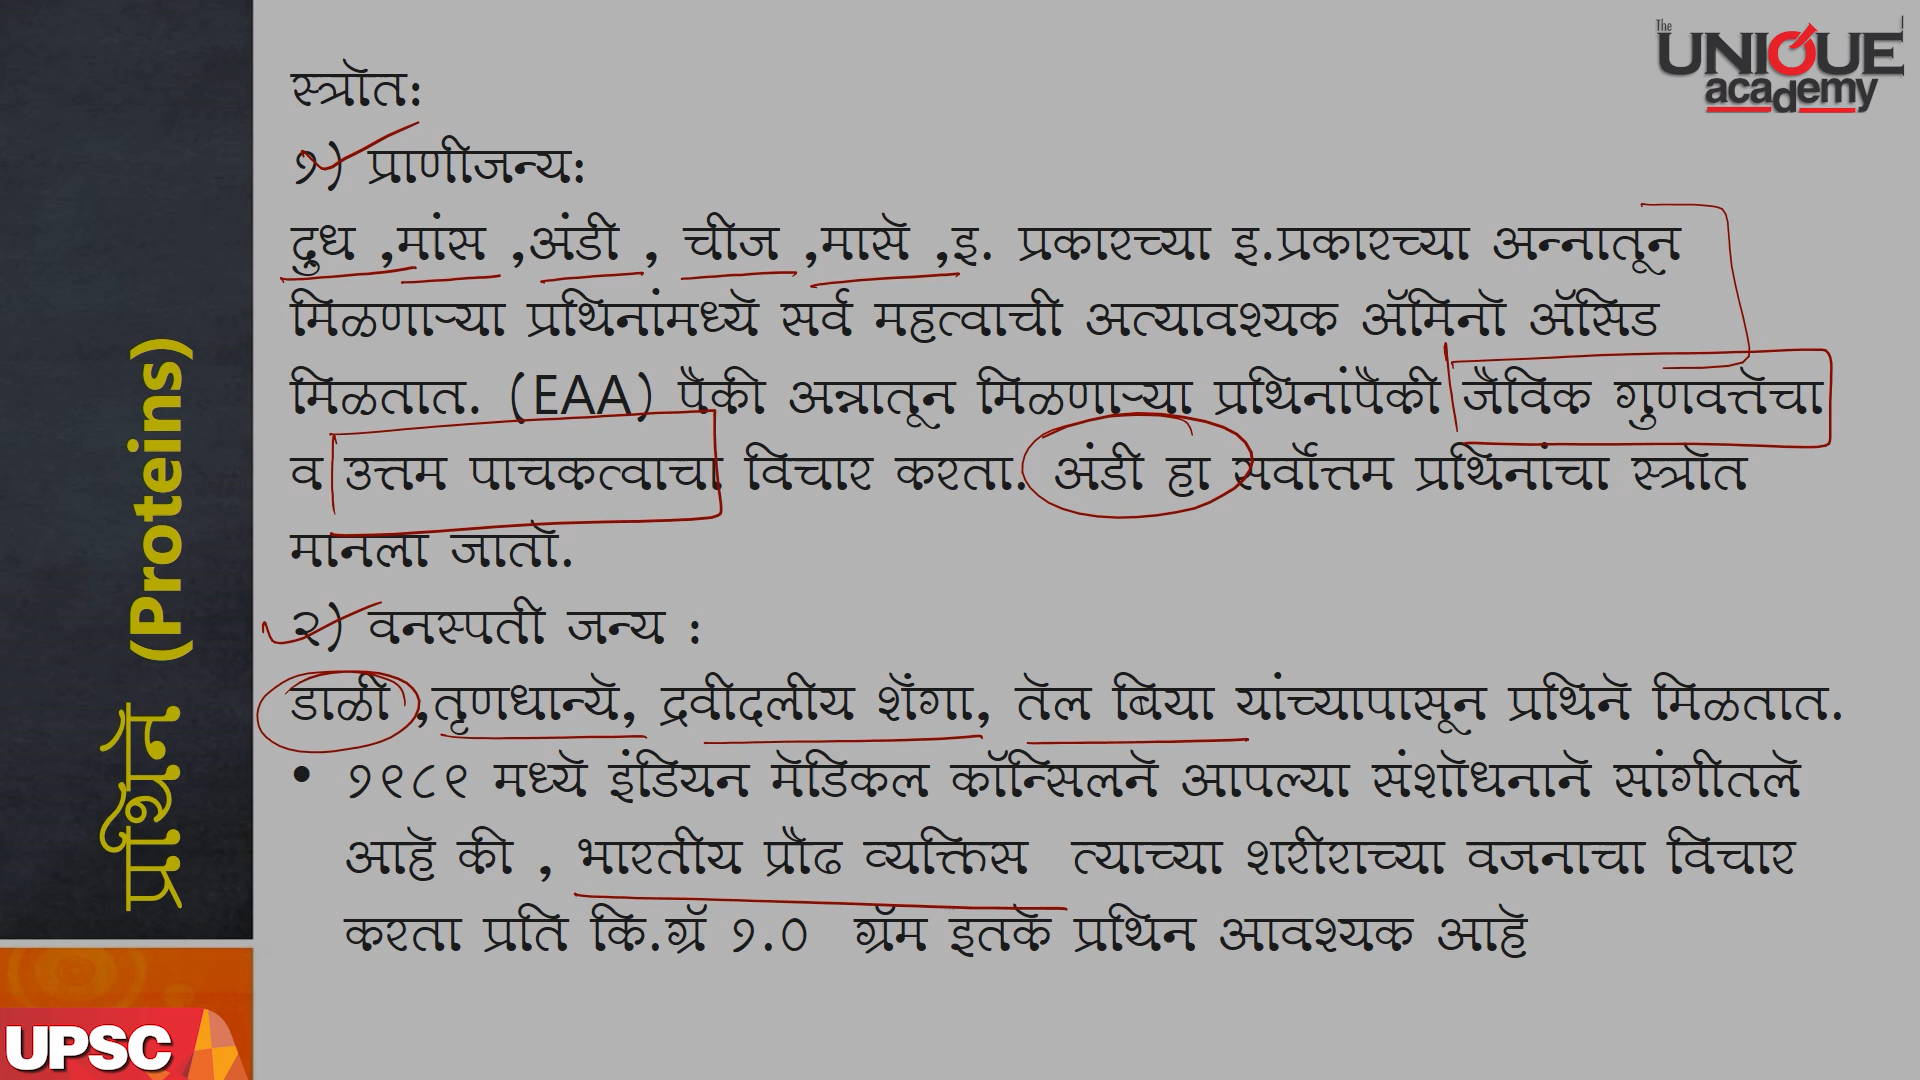 The
UNIQUE
academy
स्त्रोत:
१) प्राणीजन्य:
दुध ,मांस ,अंडी , चीज ,मासे ,इ. प्रकारच्या इ.प्रकारच्या अन्नातून
मिळणाऱ्या प्रथिनांमध्ये सर्व महत्वाची अत्यावश्यक ॲमिनो ॲसिड
मिळतात. (EAA) पैकी अन्नातून मिळणाऱ्या प्रथिनांपैकी जैविक गुणवत्तेचा
व उत्तम पाचकत्वाचा विचार करता. अंडी हा सर्वोत्तम प्रथिनांचा स्त्रोत
मानला जातो.
२) वनस्पती जन्य :
डाळी ,तृणधान्ये, द्रवीदलीय शेंगा, तेल बिया यांच्यापासून प्रथिने मिळतात.
• १९८९ मध्ये इंडियन मेडिकल कॉन्सिलने आपल्या संशोधनाने सांगीतले
आहे की , भारतीय प्रौढ व्यक्तिस त्याच्या शरीराच्या वजनाचा विचार
करता प्रति कि.ग्रॅ १.० ग्रॅम इतके प्रथिन आवश्यक आहे
प्रथिने (Proteins)
UPSC